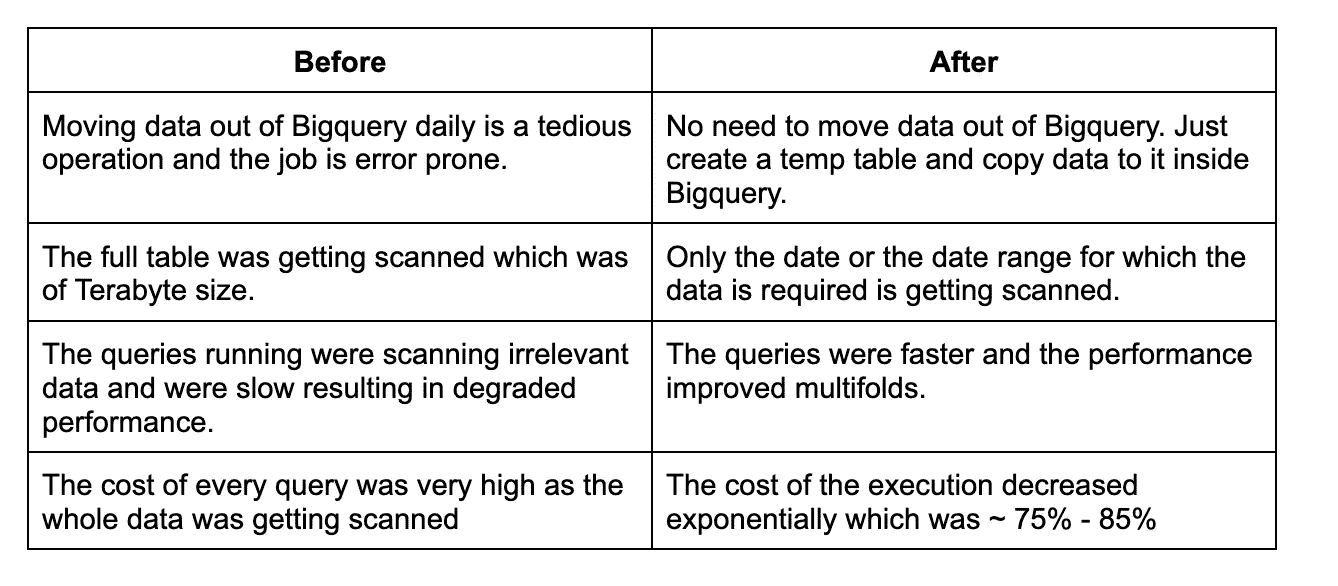 Before
After
Moving data out of Bigquery daily is a tedious
operation and the job is error prone.
No need to move data out of Bigquery. Just
create a temp table and copy data to it inside
Bigquery.
The full table was getting scanned which was
of Terabyte size.
Only the date or the date range for which the
data is required is getting scanned.
The queries running were scanning irrelevant
data and were slow resulting in degraded
performance.
The queries were faster and the performance
improved multifolds.
The cost of every query was very high as the
whole data was getting scanned
The cost of the execution decreased
exponentially which was ~ 75% - 85%